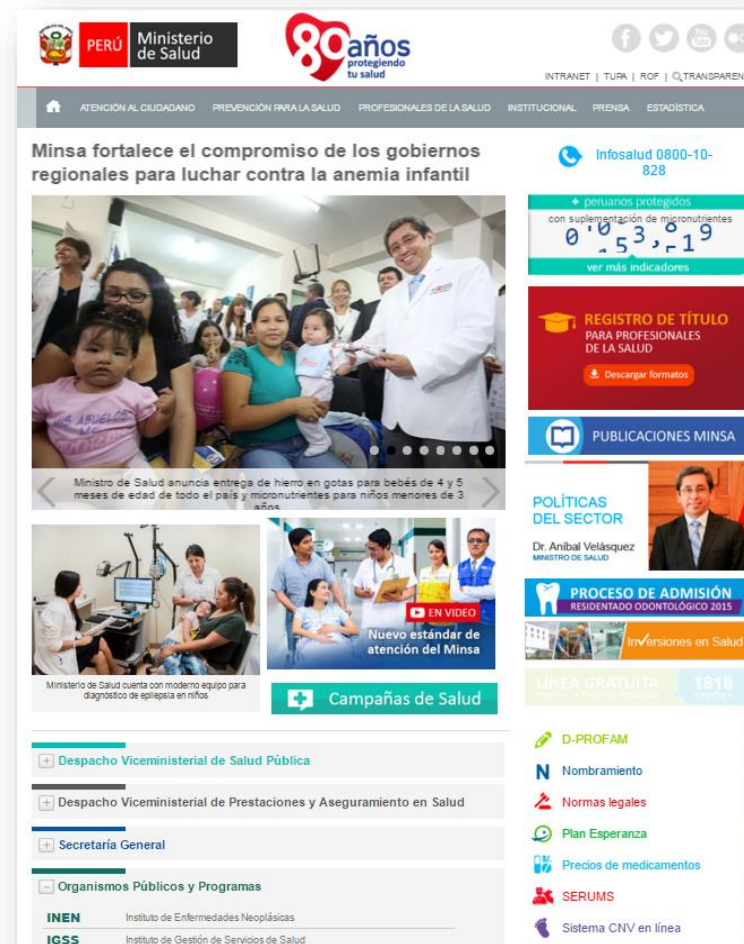 PERÚ
Ministerio
de Salud
80años
protegiendo
tu salud
INTRANET | TUPA | ROF | TRANSPAREN
ATENCIÓN AL CIUDADANO PREVENCIÓN PARA LA SALUD PROFESIONALES DE LA SALUD INSTITUCIONAL PRENSA ESTADÍSTICA
Minsa fortalece el compromiso de los gobiernos
regionales para luchar contra la anemia infantil
Ministro de Salud anuncia entrega de hierro en gotas para bebés de 4 y 5
meses de edad de todo el país y micronutrientes para niños menores de 3
años
Ministerio de Salud cuenta con moderno equipo para
diagnóstico de epilepsia en niños
EN VIDEO
Nuevo estándar de
atención del Minsa
Campañas de Salud
Despacho Viceministerial de Salud Pública
Despacho Viceministerial de Prestaciones y Aseguramiento en Salud
Secretaría General
Organismos Públicos y Programas
INEN Instituto de Enfermedades Neoplásicas
IGSS Instituto de Gestión de Servicios de Salud
Infosalud 0800-10-
828
+ peruanos protegidos
con suplementación de micronutrientes
ver más indicadores
REGISTRO DE TÍTULO
PARA PROFESIONALES
DE LA SALUD
Descargar formatos
PUBLICACIONES MINSA
POLÍTICAS
DEL SECTOR
Dr. Aníbal Velásquez
MINISTRO DE SALUD
PROCESO DE ADMISIÓN
RESIDENTADO ODONTOLÓGICO 2015
Inversiones en Salud
LÍNEA GRATUITA 1818
D-PROFAM
N Nombramiento
Normas legales
Plan Esperanza
Precios de medicamentos
SERUMS
Sistema CNV en línea